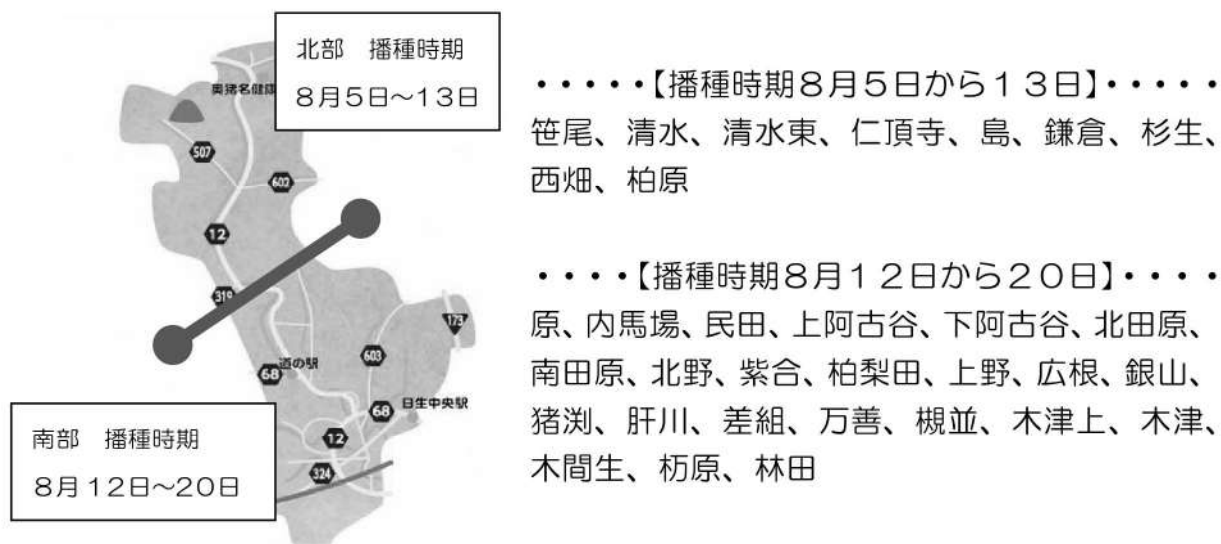 北部　播種時期
8月5日～13日
奥猪名健康
507
602
12
319
173
道の駅
603
68
日生中央駅
68
12
324
南部　播種時期
8月12日～20日
・・・・・【播種時期8月5日から13日】・・・・・
笹尾、清水、清水東、仁頂寺、島、鎌倉、杉生、
西畑、柏原
・・・・【播種時期8月12日から20日】・・・・
原、内馬場、民田、上阿古谷、下阿古谷、北田原、
南田原、北野、紫合、柏梨田、上野、広根、銀山、
猪渕、肝川、差組、万善、槻並、木津上、木津、
木間生、杤原、林田